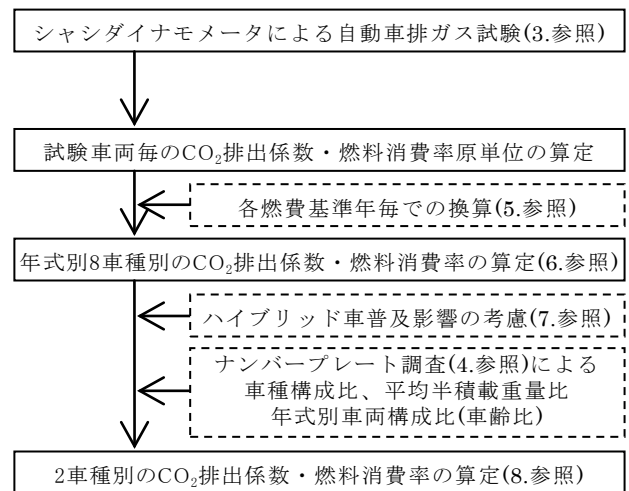 シャシダイナモメータによる自動車排ガス試験(3.参照)
試験車両毎のCO₂排出係数・燃料消費率原単位の算定
各燃費基準年毎での換算(5.参照)
年式別8車種別のCO₂排出係数・燃料消費率の算定(6.参照)
ハイブリッド車普及影響の考慮(7.参照)
ナンバープレート調査(4.参照)による
車種構成比、平均半積載重量比
年式別車両構成比(車齢比)
2車種別のCO₂排出係数・燃料消費率の算定(8.参照)